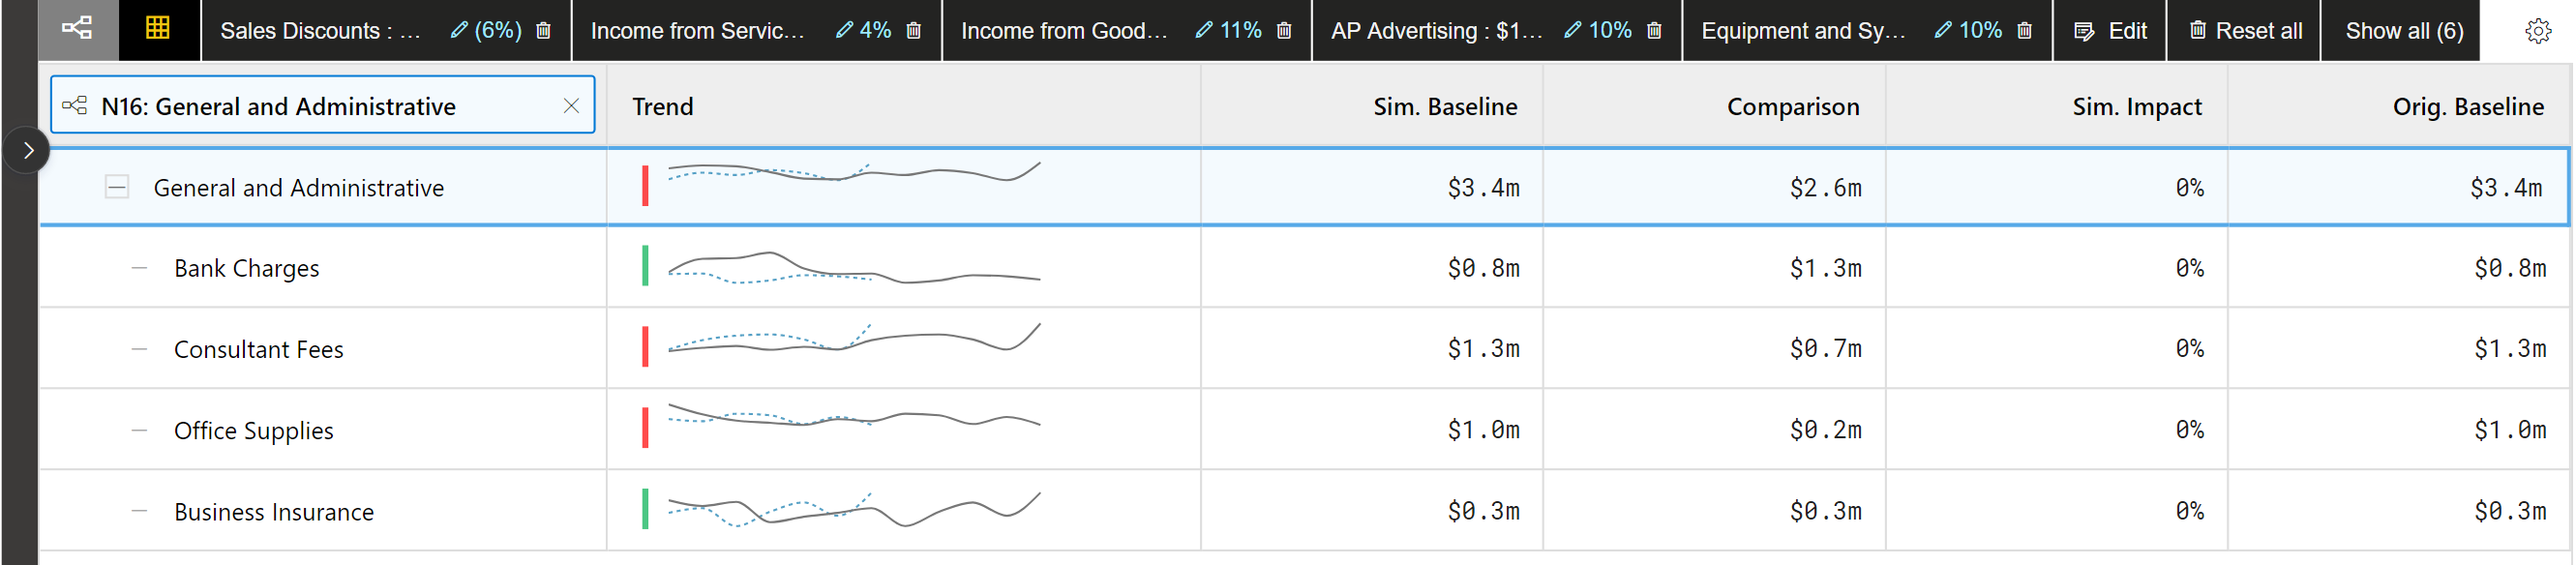 Sales Discounts : ... (6%) Income from Servic... 4% Income from Good... 11% AP Advertising : $1... 10% Equipment and Sy... 10% Edit Reset all Show all (6)
N16: General and Administrative Trend Sim. Baseline Comparison Sim. Impact Orig. Baseline
General and Administrative $3.4m $2.6m 0% $3.4m
Bank Charges $0.8m $1.3m 0% $0.8m
Consultant Fees $1.3m $0.7m 0% $1.3m
Office Supplies $1.0m $0.2m 0% $1.0m
Business Insurance $0.3m $0.3m 0% $0.3m